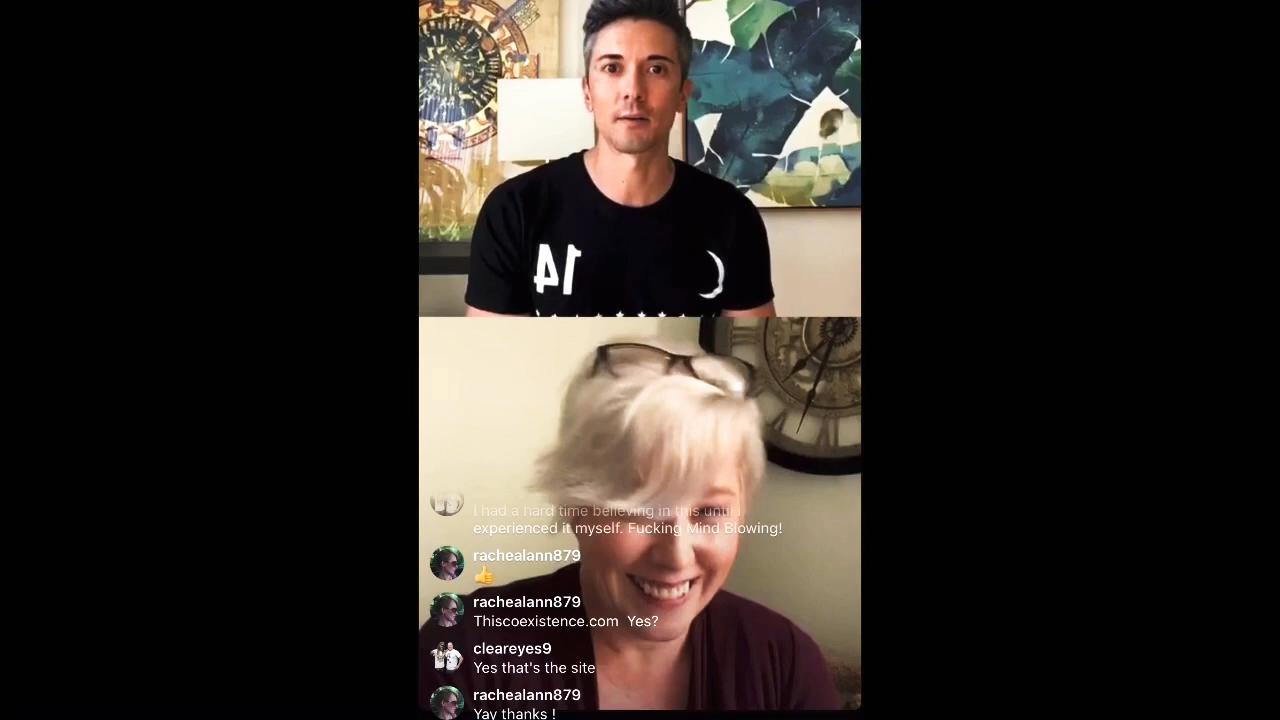 14
I had a hard time believing in this until I
experienced it myself. Fucking Mind Blowing!
rachealann879
👍
rachealann879
Thiscoexistence.com Yes?
cleareyes9
Yes that's the site
rachealann879
Yay thanks !